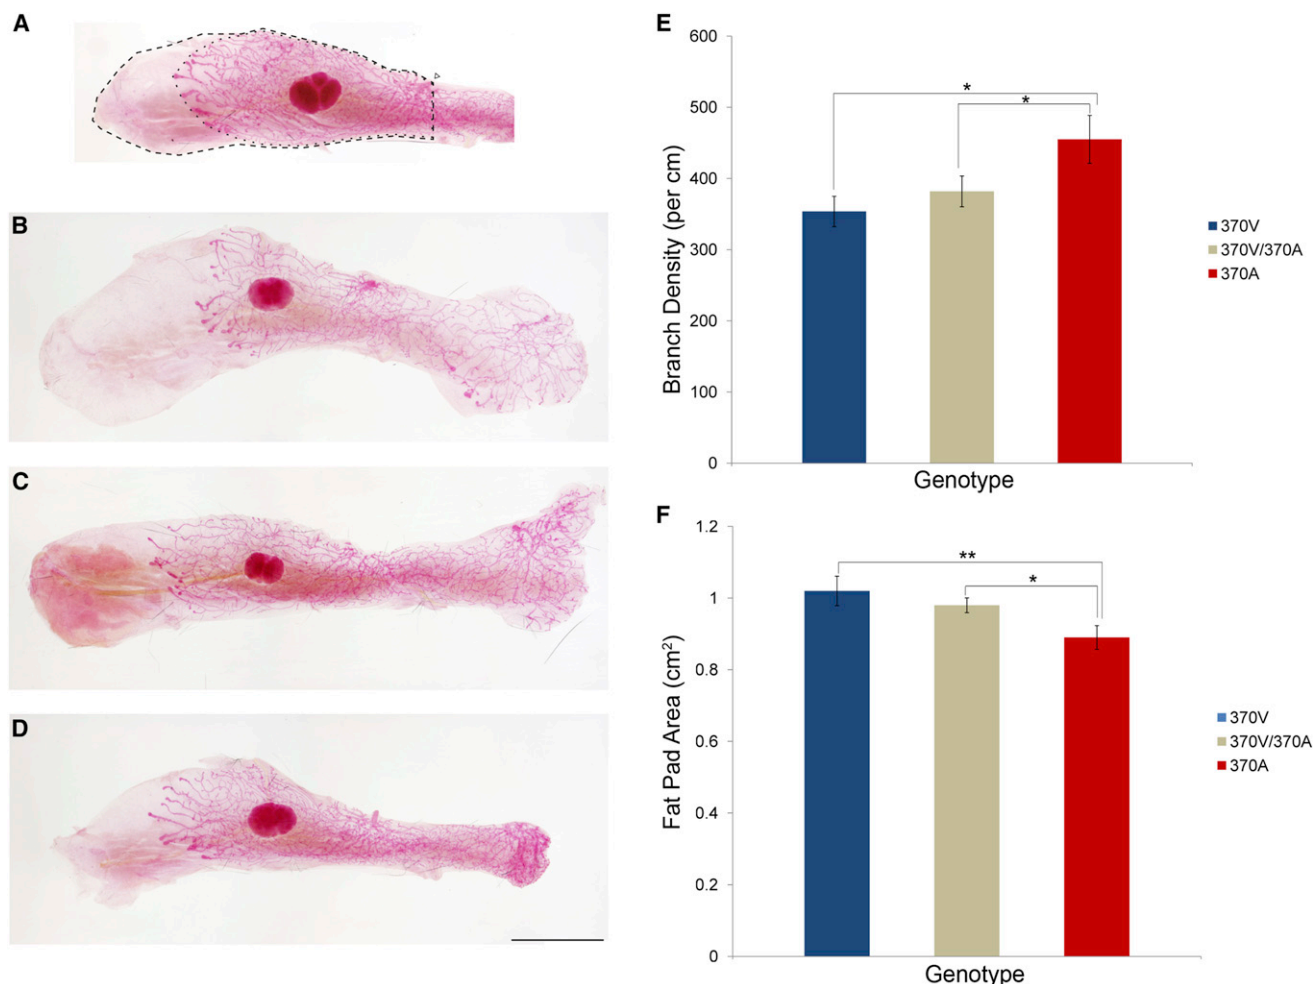 A
B
C
D
E
600
500
400
300
200
100
0
Branch Density (per cm)
*
*
Genotype
370V
370V/370A
370A
F
1.2
1
0.8
0.6
0.4
0.2
0
Fat Pad Area (cm²)
**
*
Genotype
370V
370V/370A
370A